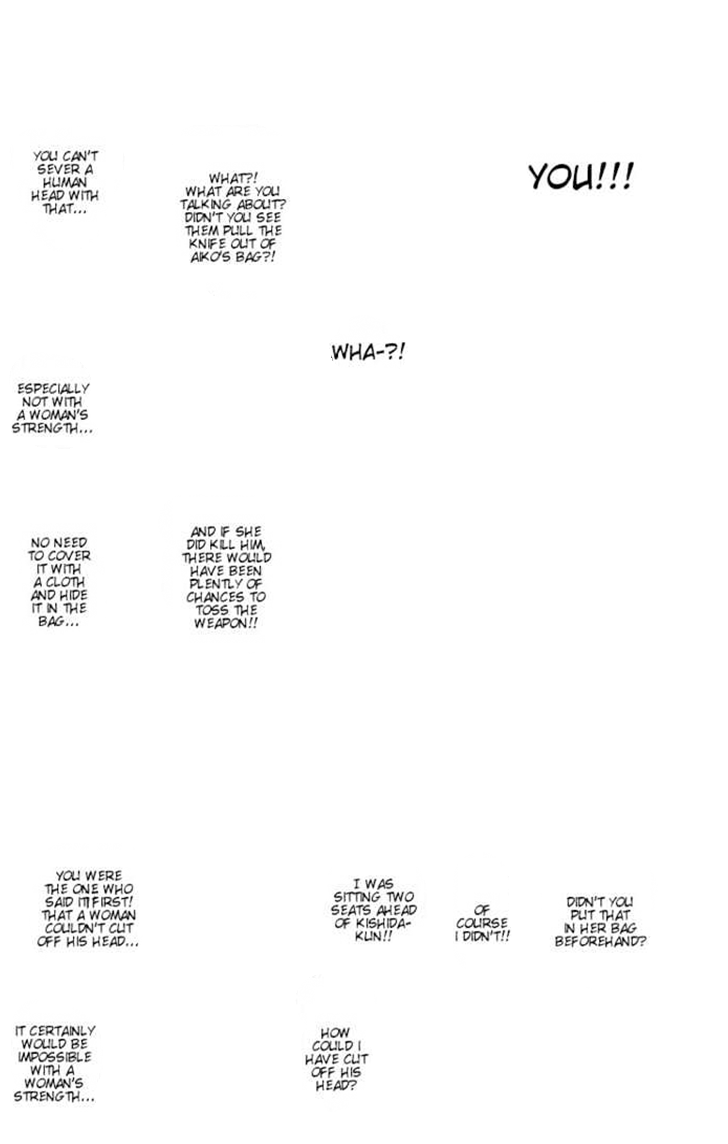 YOU!!!
WHA-?!
WHAT?!
WHAT ARE YOU
TALKING ABOUT?
DIDN'T YOU SEE
THEM PULL THE
KNIFE OUT OF
AIKO'S BAG?!
YOU CAN'T
SEVER A
HUMAN
HEAD WITH
THAT...
ESPECIALLY
NOT WITH
A WOMAN'S
STRENGTH...
AND IF SHE
DID KILL HIM,
THERE WOULD
HAVE BEEN
PLENTLY OF
CHANCES TO
TOSS THE
WEAPON!!
NO NEED
TO COVER
IT WITH
A CLOTH
AND HIDE
IT IN THE
BAG...
DIDN'T YOU
PUT THAT
IN HER BAG
BEFOREHAND?
OF
COURSE
I DIDN'T!!
I WAS
SITTING TWO
SEATS AHEAD
OF KISHIDA-
KUN!!
HOW
COULD I
HAVE CUT
OFF HIS
HEAD?
YOU WERE
THE ONE WHO
SAID IT FIRST!
THAT A WOMAN
COULDN'T CUT
OFF HIS HEAD...
IT CERTAINLY
WOULD BE
IMPOSSIBLE
WITH A
WOMAN'S
STRENGTH...